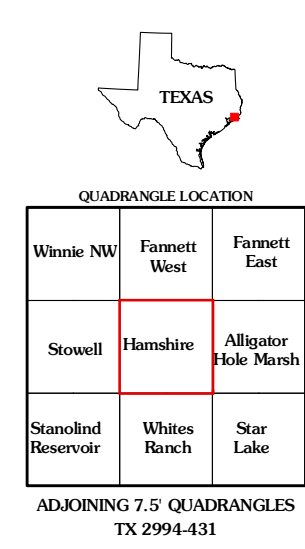 TEXAS
QUADRANGLE LOCATION
Winnie NW
Fannett
West
Fannett
East
Stowell
Hamshire
Alligator
Hole Marsh
Stanolind
Reservoir
Whites
Ranch
Star
Lake
ADJOINING 7.5' QUADRANGLES
TX 2994-431